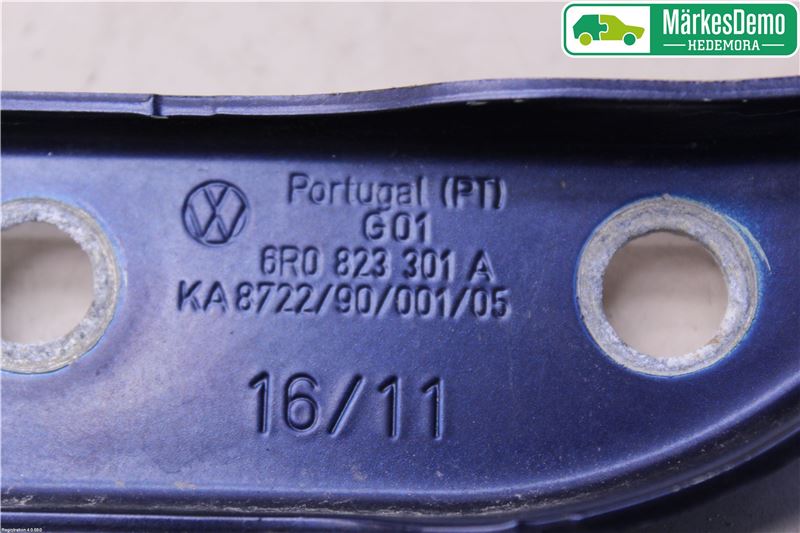 MärkesDemo
HEDEMORA
Portugal (PT)
G01
6R0 823 301 A
KA 8722/90/001/05
16/11